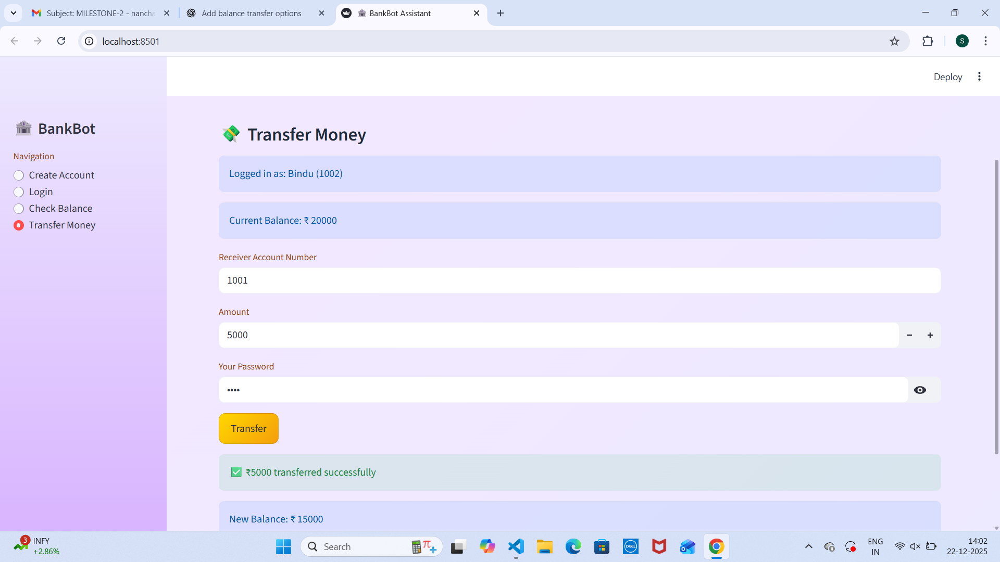 Subject: MILESTONE-2 - nancha
Add balance transfer options
BankBot Assistant
localhost:8501
S
Deploy
BankBot
Navigation
Create Account
Login
Check Balance
Transfer Money
Transfer Money
Logged in as: Bindu (1002)
Current Balance: ₹ 20000
Receiver Account Number
1001
Amount
5000
Your Password
••••
Transfer
₹5000 transferred successfully
New Balance: ₹ 15000
3
INFY
+2.86%
Search
DELL
ENG
IN
14:02
22-12-2025